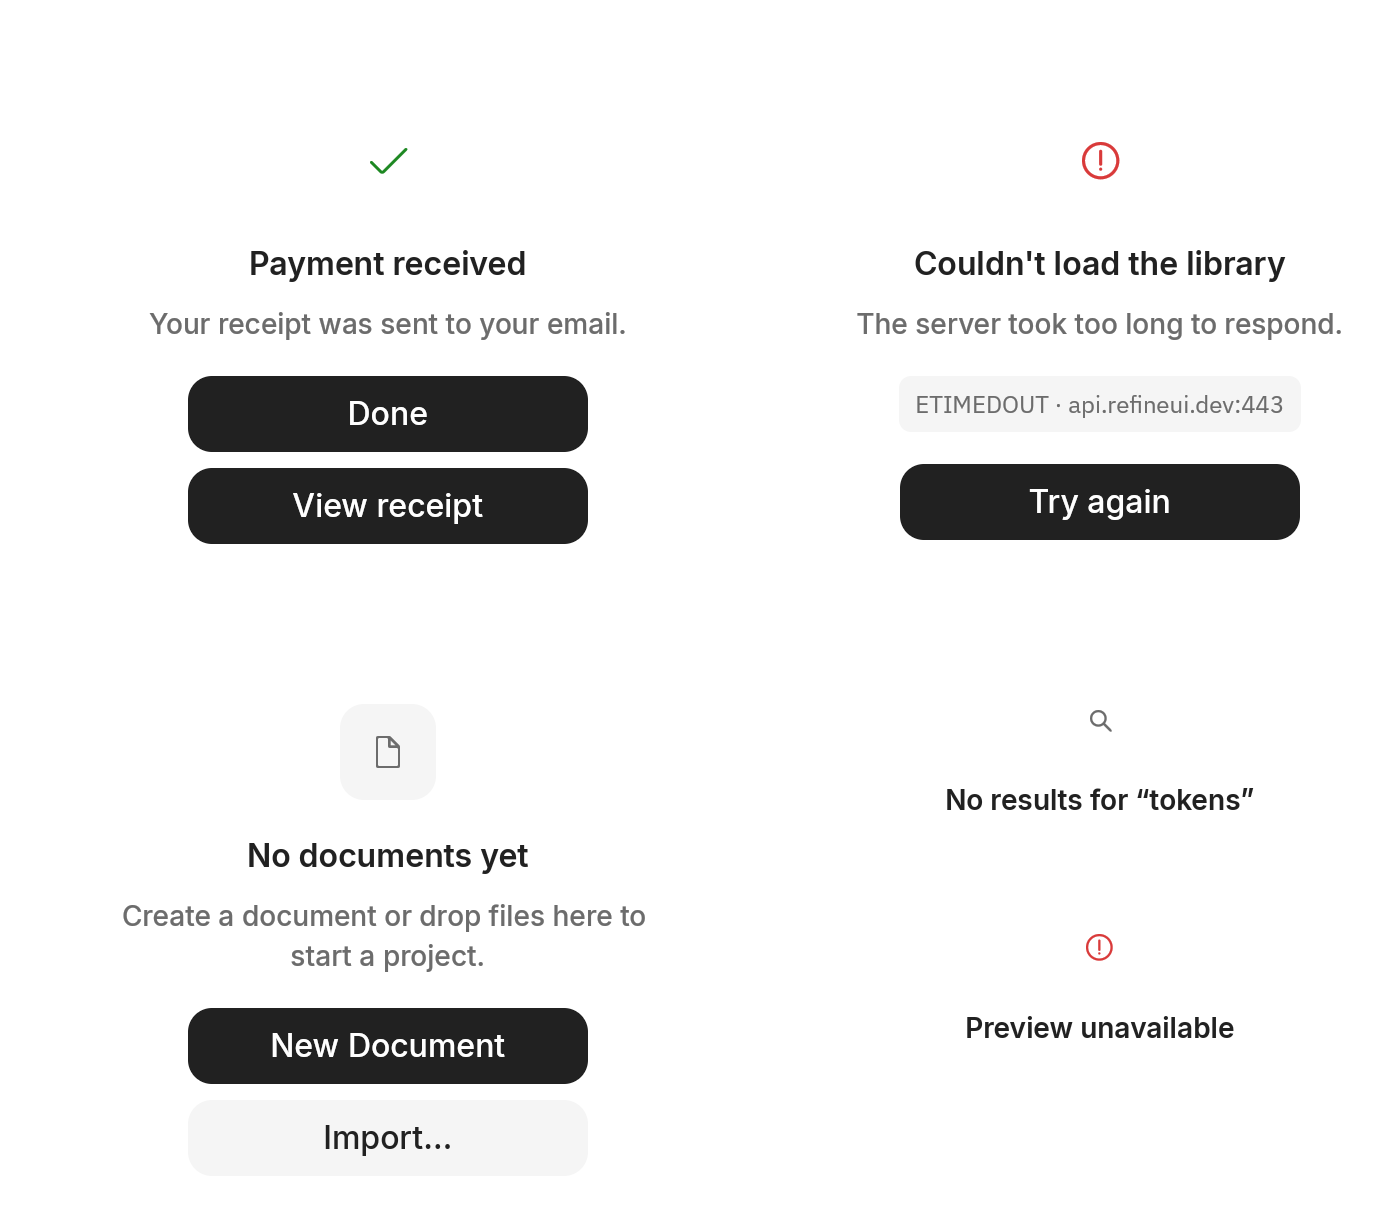 Payment received
Your receipt was sent to your email.
Done
View receipt
Couldn't load the library
The server took too long to respond.
ETIMEDOUT · api.refineui.dev:443
Try again
No documents yet
Create a document or drop files here to
start a project.
New Document
Import...
No results for “tokens”
Preview unavailable